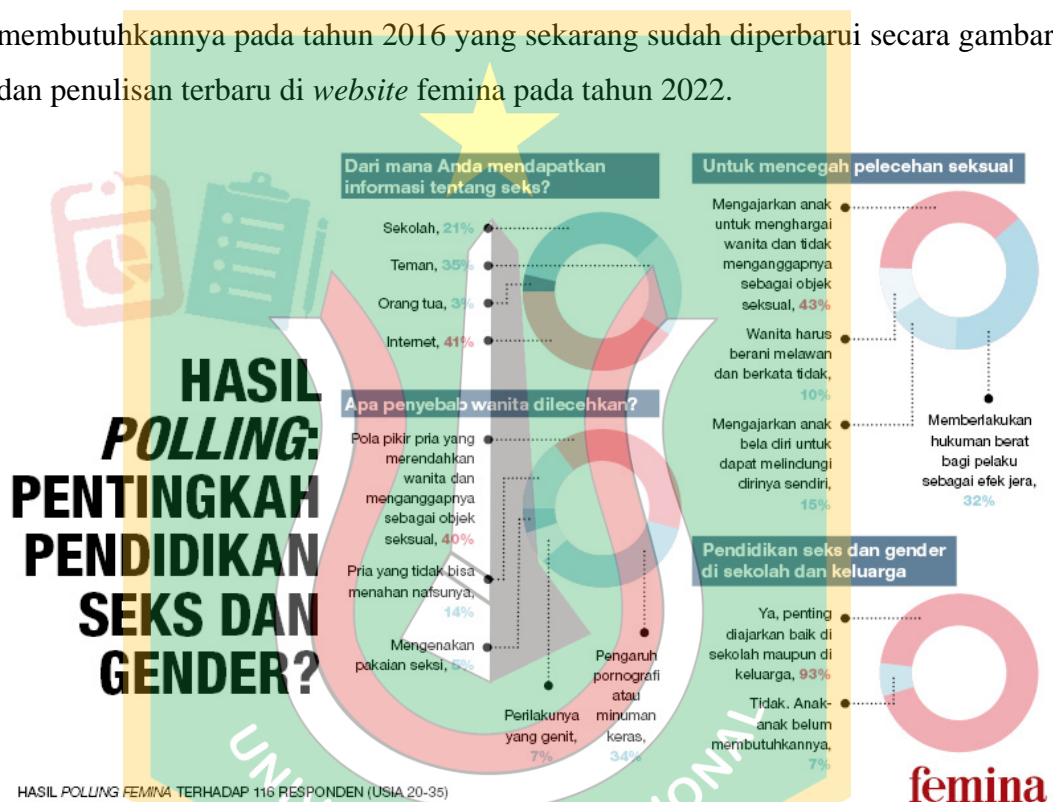 membutuhkannya pada tahun 2016 yang sekarang sudah diperbarui secara gambar
dan penulisan terbaru di website femina pada tahun 2022.
HASIL
POLLING:
PENTINGKAH
PENDIDIKAN
SEKS DAN
GENDER?
Dari mana Anda mendapatkan
informasi tentang seks?
Sekolah, 21%
Teman, 35%
Orang tua, 3%
Internet, 41%
Apa penyebab wanita dilecehkan?
Pola pikir pria yang
merendahkan
wanita dan
menganggapnya
sebagai objek
seksual, 40%
Pria yang tidak bisa
menahan nafsunya,
14%
Mengenakan
pakaian seksi, 5%
Perilakunya
yang genit,
7%
Pengaruh
pornografi
atau
minuman
keras,
34%
Untuk mencegah pelecehan seksual
Mengajarkan anak
untuk menghargai
wanita dan tidak
menganggapnya
sebagai objek
seksual, 43%
Wanita harus
berani melawan
dan berkata tidak,
10%
Mengajarkan anak
bela diri untuk
dapat melindungi
dirinya sendiri,
15%
Memberlakukan
hukuman berat
bagi pelaku
sebagai efek jera,
32%
Pendidikan seks dan gender
di sekolah dan keluarga
Ya, penting
diajarkan baik di
sekolah maupun di
keluarga, 93%
Tidak. Anak-
anak belum
membutuhkannya,
7%
HASIL POLLING FEMINA TERHADAP 116 RESPONDEN (USIA 20-35)
femina